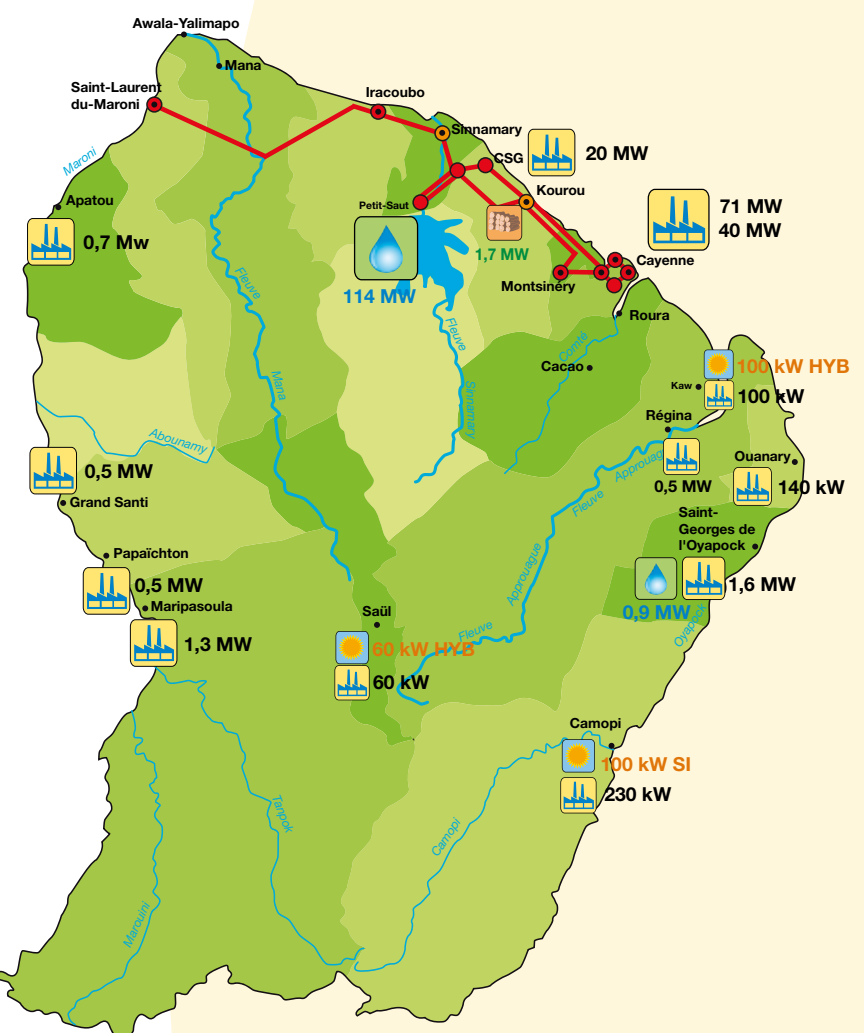 Awala-Yalimapo
Mana
Saint-Laurent
du-Maroni
Iracoubo
Sinnamary
CSG
20 MW
Maroni
Apatou
0,7 Mw
Petit-Saut
Kourou
71 MW
40 MW
1,7 MW
114 MW
Montsinéry
Cayenne
Fleuve
Mana
Fleuve
Sinnamary
Roura
Comté
Cacao
100 kW HYB
Kaw
100 kW
Régina
Abounamy
0,5 MW
Grand Santi
Fleuve
Approuag
0,5 MW
Ouanary
140 kW
Saint-
Georges de
l'Oyapock
Papaïchton
0,5 MW
Maripasoula
1,3 MW
Approuague
Fleuve
1,6 MW
0,9 MW
Oyapock
Saül
60 kW HYB
60 kW
Camopi
100 kW SI
230 kW
Tanpok
Camopi
Marouini